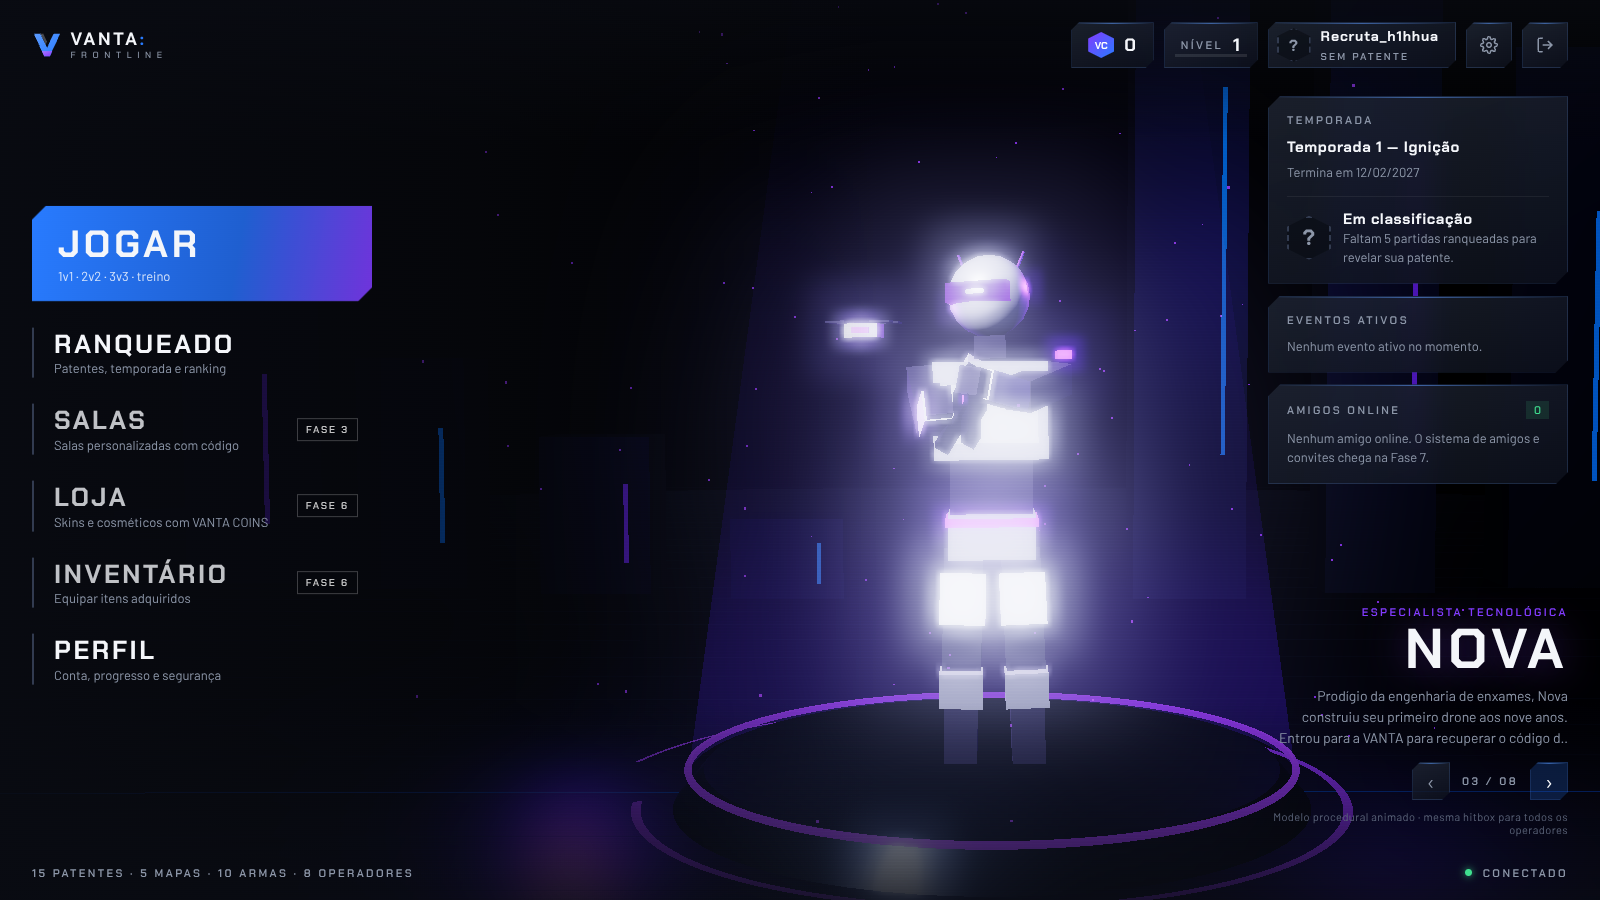 VANTA:
FRONTLINE
VC 0
NÍVEL 1
? Recruta_h1hhua
SEM PATENTE
JOGAR
1v1 · 2v2 · 3v3 · treino
RANQUEADO
Patentes, temporada e ranking
SALAS
Salas personalizadas com código
FASE 3
LOJA
Skins e cosméticos com VANTA COINS
FASE 6
INVENTÁRIO
Equipar itens adquiridos
FASE 6
PERFIL
Conta, progresso e segurança
TEMPORADA
Temporada 1 — Ignição
Termina em 12/02/2027
?
Em classificação
Faltam 5 partidas ranqueadas para
revelar sua patente.
EVENTOS ATIVOS
Nenhum evento ativo no momento.
AMIGOS ONLINE 0
Nenhum amigo online. O sistema de amigos e
convites chega na Fase 7.
ESPECIALISTA TECNOLÓGICA
NOVA
Prodígio da engenharia de enxames, Nova
construiu seu primeiro drone aos nove anos.
Entrou para a VANTA para recuperar o código d..
‹ 03 / 08 ›
Modelo procedural animado · mesma hitbox para todos os
operadores
15 PATENTES · 5 MAPAS · 10 ARMAS · 8 OPERADORES
CONECTADO